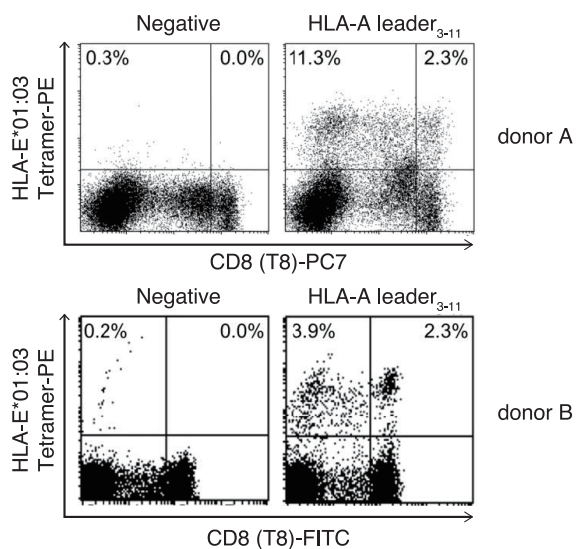 Negative HLA-A leader3-11
0.3% 0.0% 11.3% 2.3%
HLA-E*01:03
Tetramer-PE
donor A
CD8 (T8)-PC7
Negative HLA-A leader3-11
0.2% 0.0% 3.9% 2.3%
HLA-E*01:03
Tetramer-PE
donor B
CD8 (T8)-FITC